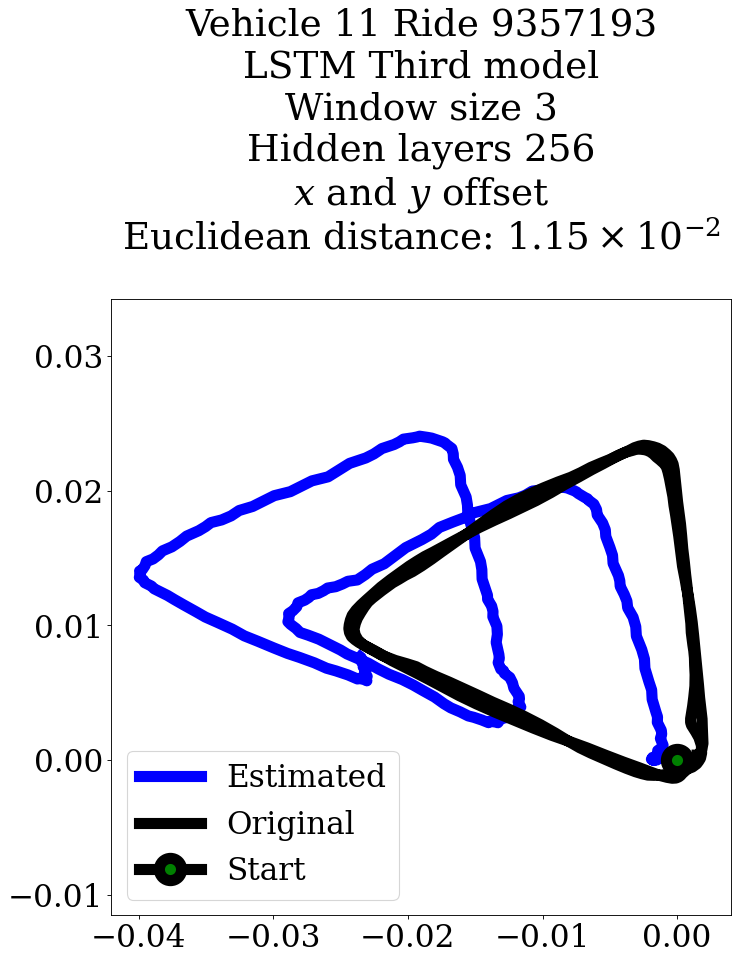 Vehicle 11 Ride 9357193
LSTM Third model
Window size 3
Hidden layers 256
x and y offset
Euclidean distance: 1.15 × 10⁻²
0.03
0.02
0.01
0.00
−0.01
Estimated
Original
Start
−0.04
−0.03
−0.02
−0.01
0.00